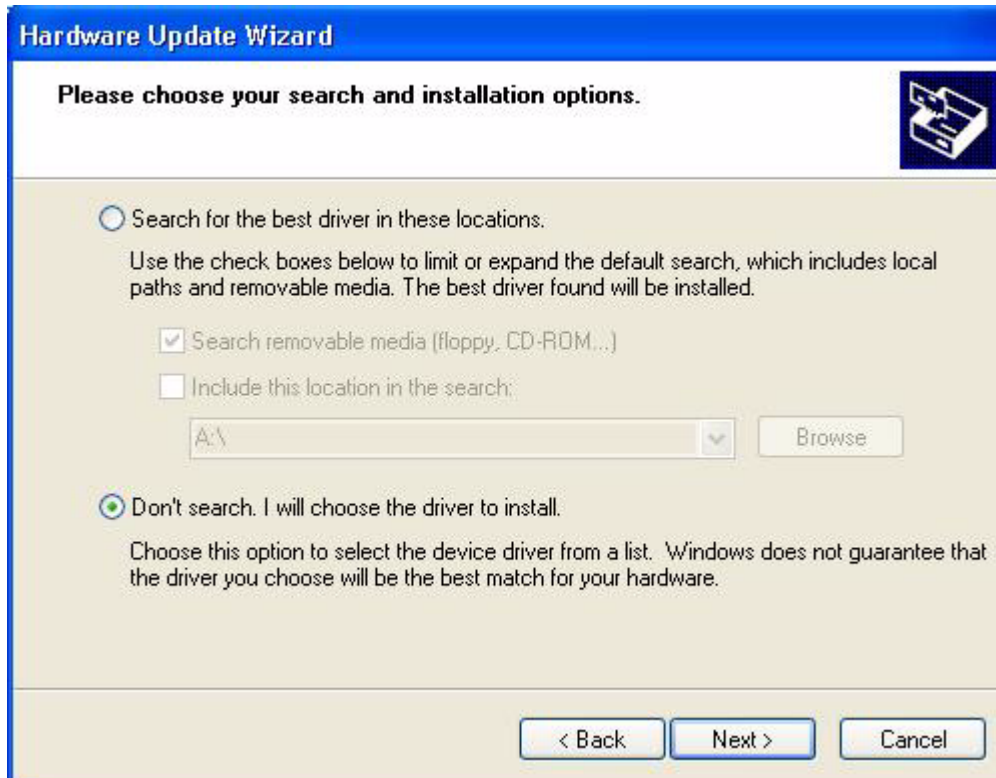 Hardware Update Wizard
Please choose your search and installation options.
Search for the best driver in these locations.
Use the check boxes below to limit or expand the default search, which includes local
paths and removable media. The best driver found will be installed.
Search removable media (floppy, CD-ROM...)
Include this location in the search:
A:\
Browse
Don't search. I will choose the driver to install.
Choose this option to select the device driver from a list.  Windows does not guarantee that
the driver you choose will be the best match for your hardware.
< Back
Next >
Cancel